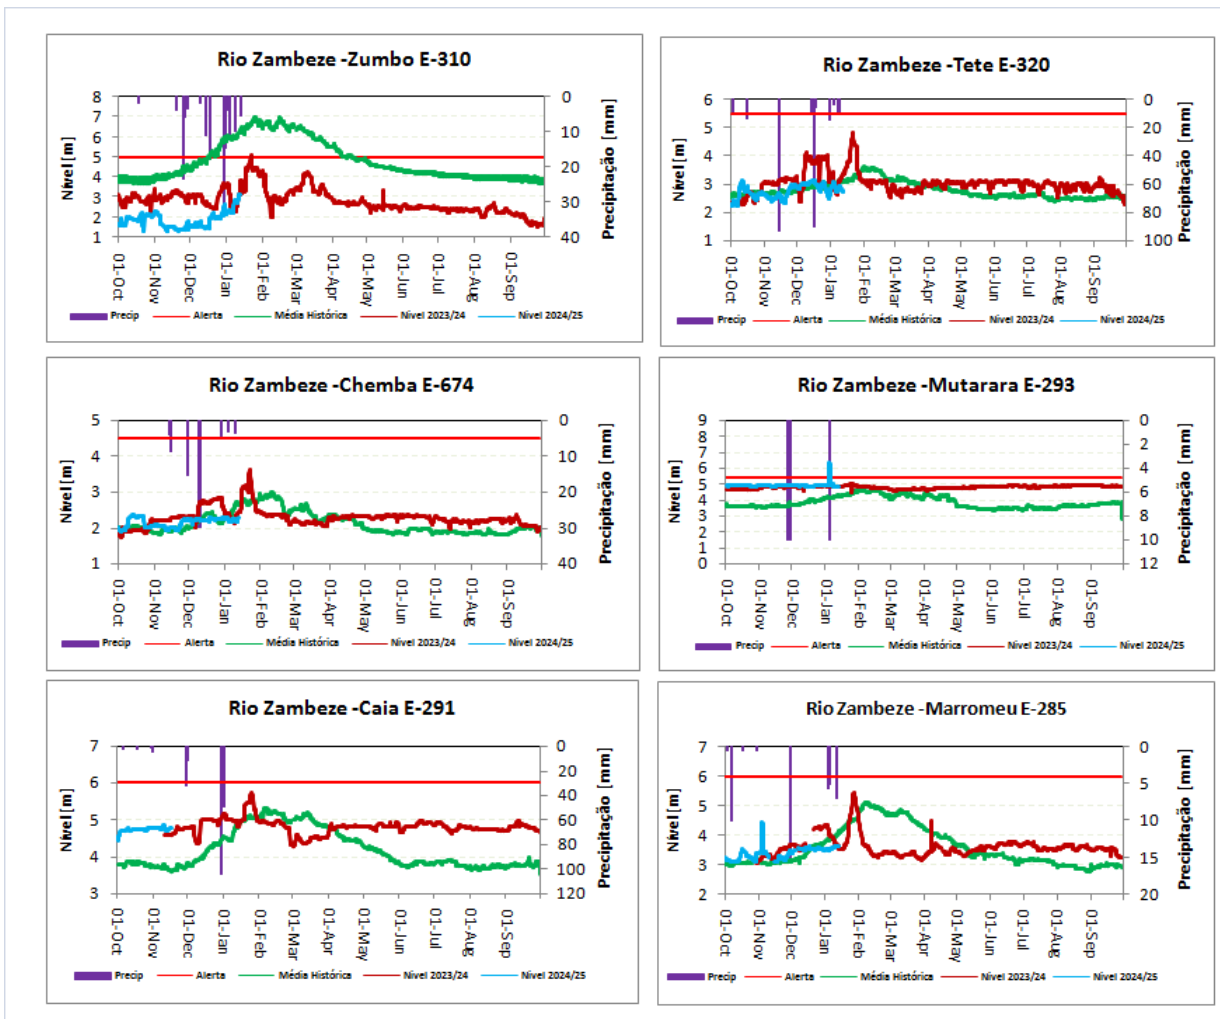 Rio Zambeze -Zumbo E-310
Nível [m]
8
7
6
5
4
3
2
1
0
10
20
30
40
Precipitação [mm]
01-Oct
01-Nov
01-Dec
01-Jan
01-Feb
01-Mar
01-Apr
01-May
01-Jun
01-Jul
01-Aug
01-Sep
Precip
Alerta
Média Histórica
Nivel 2023/24
Nivel 2024/25
Rio Zambeze -Tete E-320
Nível [m]
6
5
4
3
2
1
0
20
40
60
80
100
Precipitação [mm]
01-Oct
01-Nov
01-Dec
01-Jan
01-Feb
01-Mar
01-Apr
01-May
01-Jun
01-Jul
01-Aug
01-Sep
Precip
Alerta
Média Histórica
Nivel 2023/24
Nivel 2024/25
Rio Zambeze -Chemba E-674
Nível [m]
5
4
3
2
1
0
10
20
30
40
Precipitação [mm]
01-Oct
01-Nov
01-Dec
01-Jan
01-Feb
01-Mar
01-Apr
01-May
01-Jun
01-Jul
01-Aug
01-Sep
Precip
Alerta
Média Histórica
Nivel 2023/24
Nivel 2024/25
Rio Zambeze -Mutarara E-293
Nível [m]
9
8
7
6
5
4
3
2
1
0
0
2
4
6
8
10
12
Precipitação [mm]
01-Oct
01-Nov
01-Dec
01-Jan
01-Feb
01-Mar
01-Apr
01-May
01-Jun
01-Jul
01-Aug
01-Sep
Precip
Alerta
Média Histórica
Nivel 2023/24
Nivel 2024/25
Rio Zambeze -Caia E-291
Nível [m]
7
6
5
4
3
0
20
40
60
80
100
120
Precipitação [mm]
01-Oct
01-Nov
01-Dec
01-Jan
01-Feb
01-Mar
01-Apr
01-May
01-Jun
01-Jul
01-Aug
01-Sep
Precip
Alerta
Média Histórica
Nivel 2023/24
Nivel 2024/25
Rio Zambeze -Marromeu E-285
Nível [m]
7
6
5
4
3
2
0
5
10
15
20
Precipitação [mm]
01-Oct
01-Nov
01-Dec
01-Jan
01-Feb
01-Mar
01-Apr
01-May
01-Jun
01-Jul
01-Aug
01-Sep
Precip
Alerta
Média Histórica
Nivel 2023/24
Nivel 2024/25